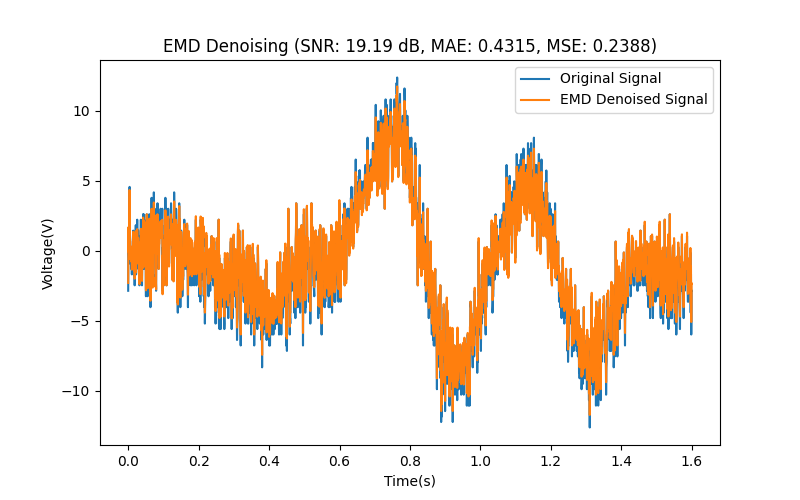 EMD Denoising (SNR: 19.19 dB, MAE: 0.4315, MSE: 0.2388)
Original Signal
EMD Denoised Signal
10
5
0
−5
−10
Voltage(V)
0.0 0.2 0.4 0.6 0.8 1.0 1.2 1.4 1.6
Time(s)